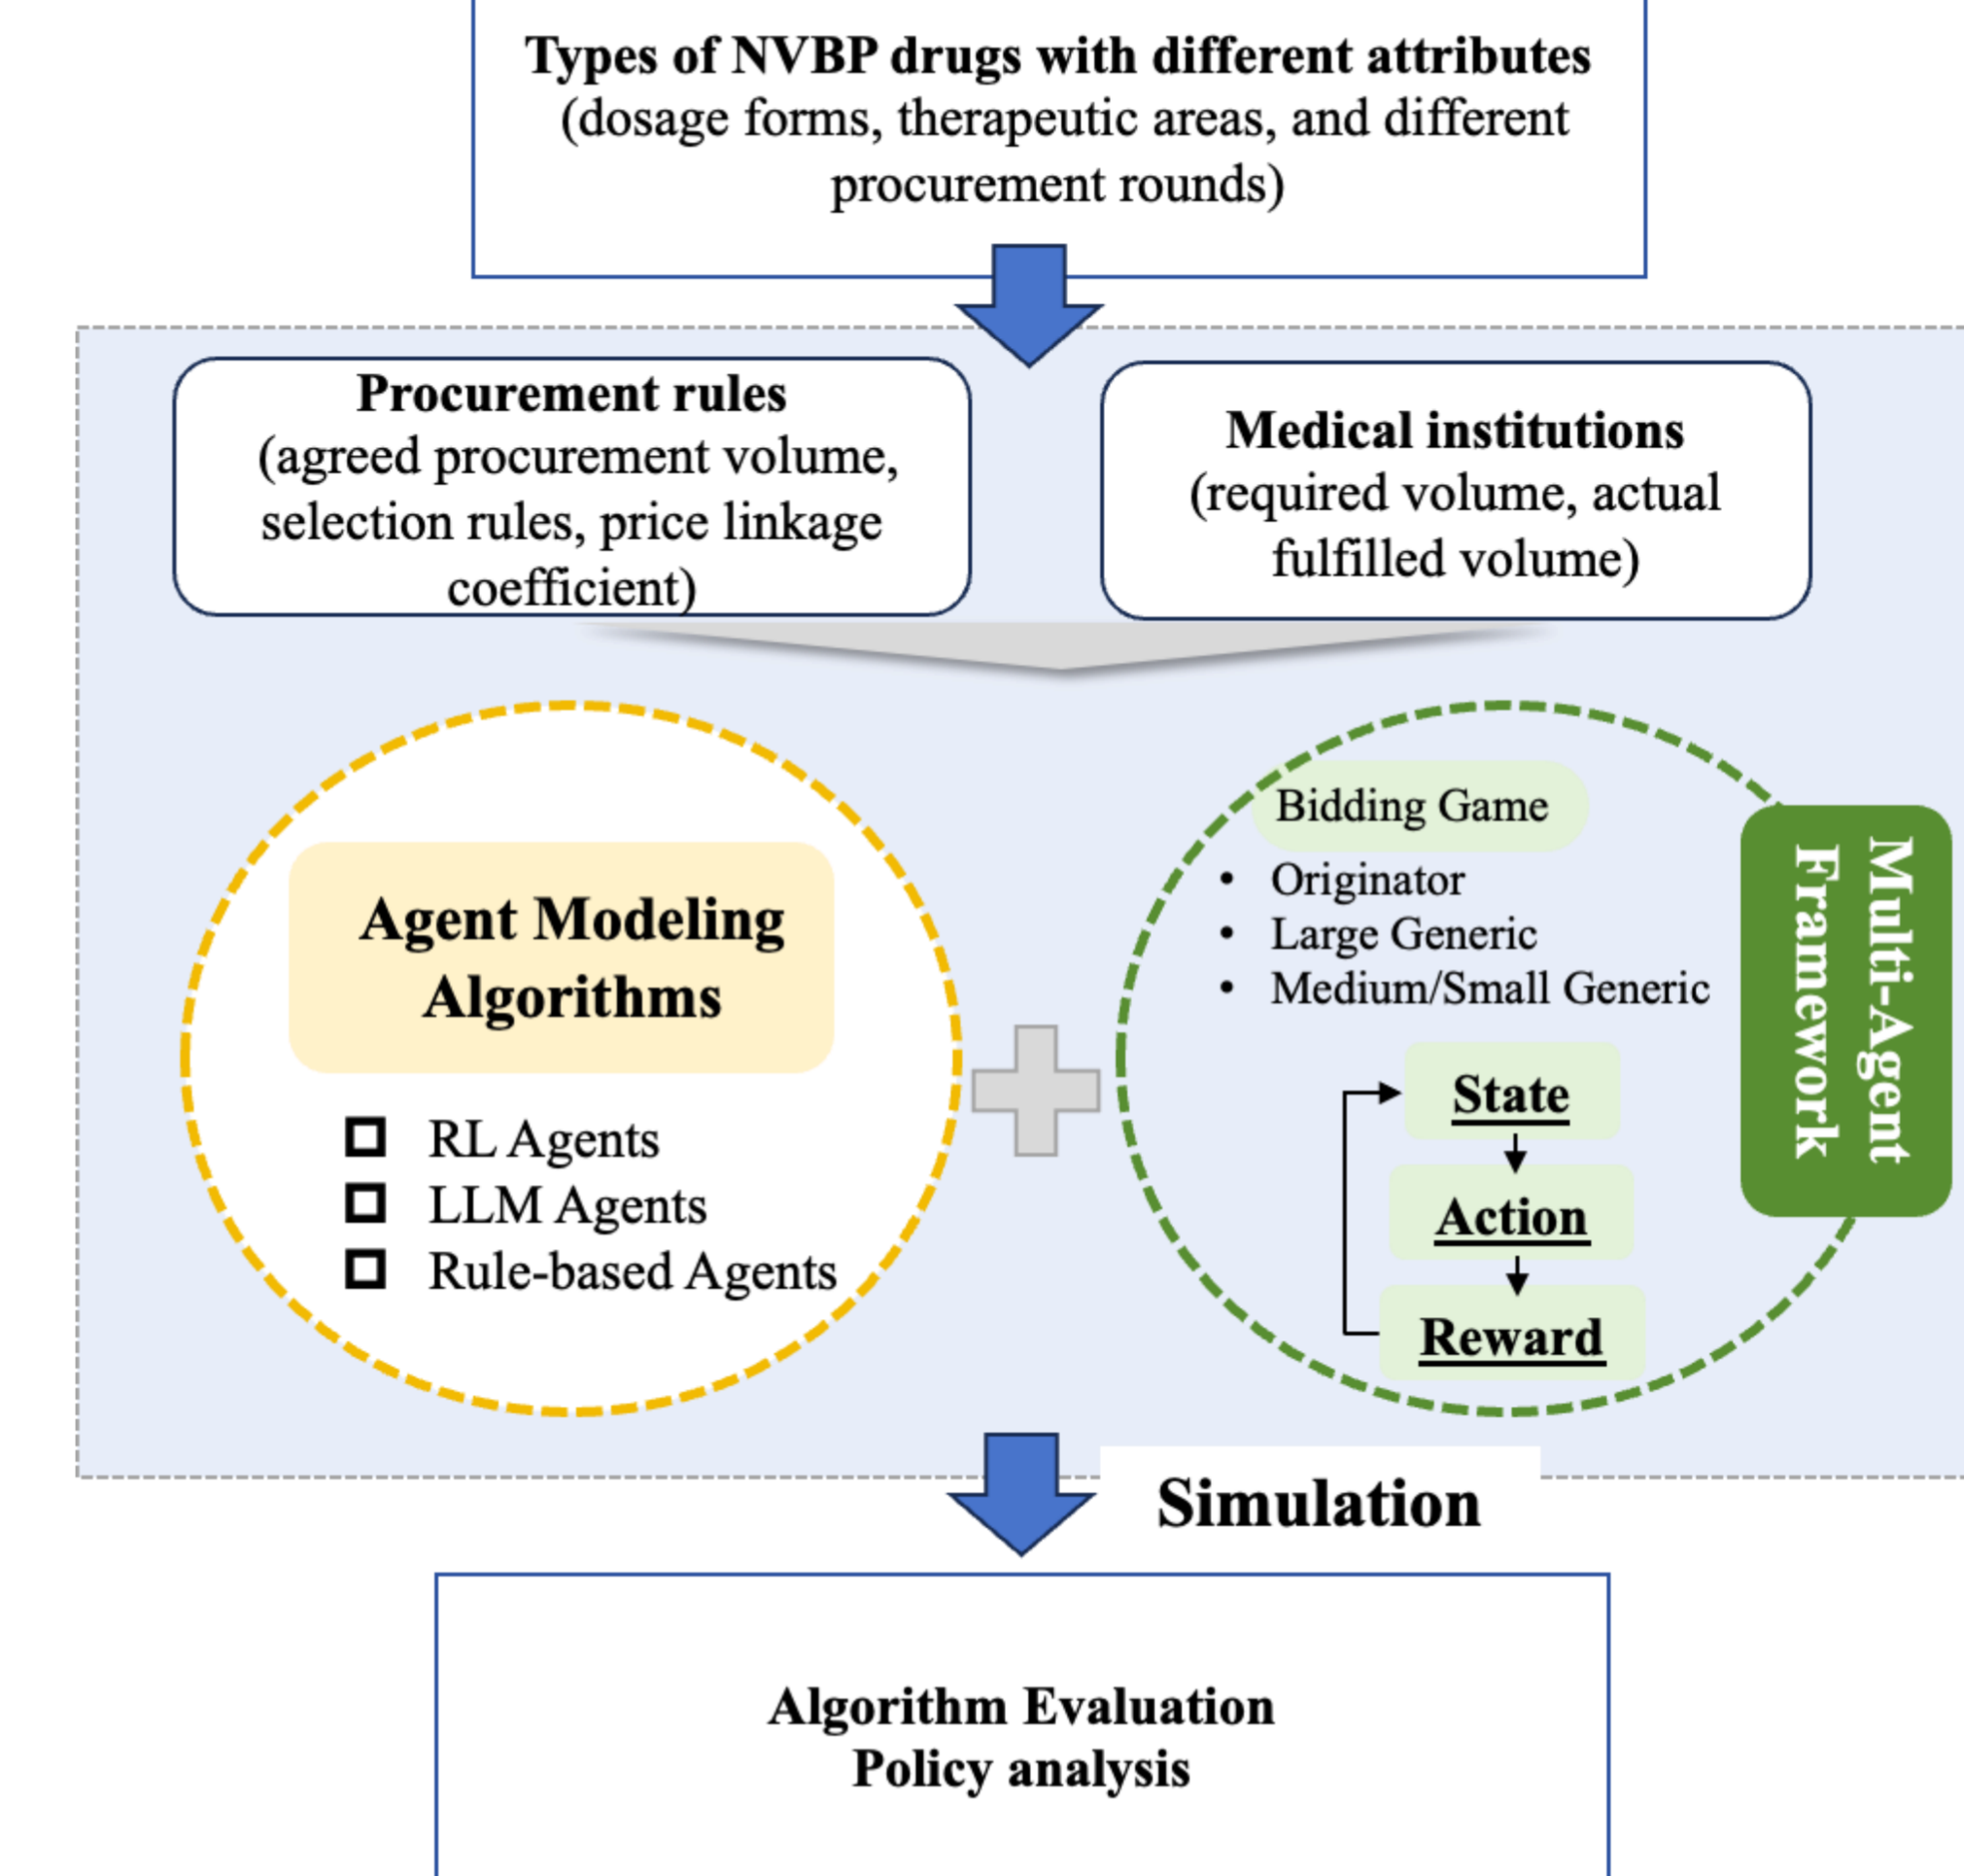 Types of NVBP drugs with different attributes
(dosage forms, therapeutic areas, and different
procurement rounds)
Procurement rules
(agreed procurement volume,
selection rules, price linkage
coefficient)
Medical institutions
(required volume, actual
fulfilled volume)
Agent Modeling
Algorithms
RL Agents
LLM Agents
Rule-based Agents
Bidding Game
• Originator
• Large Generic
• Medium/Small Generic
State
Action
Reward
Multi-Agent
Framework
Simulation
Algorithm Evaluation
Policy analysis